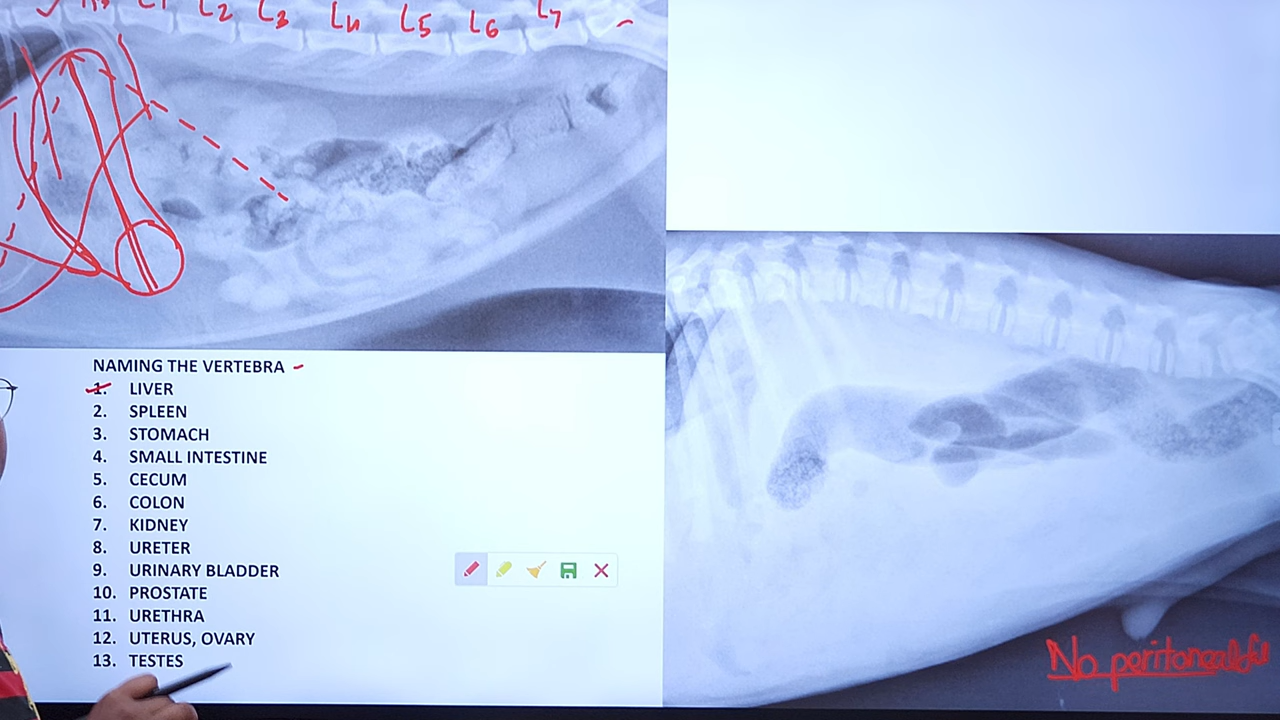 L1 L2 L3 L4 L5 L6 L7
NAMING THE VERTEBRA -
1. LIVER
2. SPLEEN
3. STOMACH
4. SMALL INTESTINE
5. CECUM
6. COLON
7. KIDNEY
8. URETER
9. URINARY BLADDER
10. PROSTATE
11. URETHRA
12. UTERUS, OVARY
13. TESTES
No peritoneal